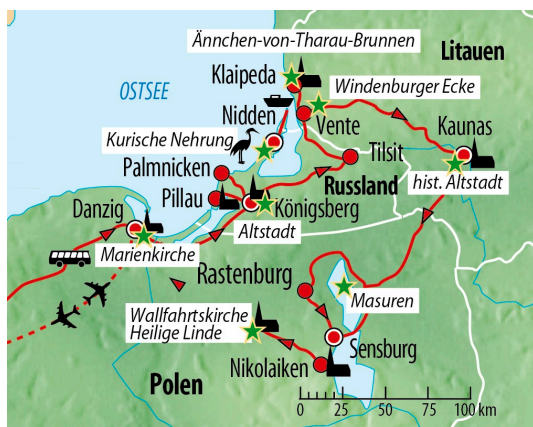 Ännchen-von-Tharau-Brunnen
Litauen
Klaipeda
OSTSEE
Windenburger Ecke
Nidden
Vente
Kaunas
Kurische Nehrung
Tilsit
Palmnicken
Russland
hist. Altstadt
Pillau
Danzig
Königsberg
Altstadt
Marienkirche
Rastenburg
Masuren
Wallfahrtskirche
Heilige Linde
Sensburg
Nikolaiken
Polen
0 25 50 100 km